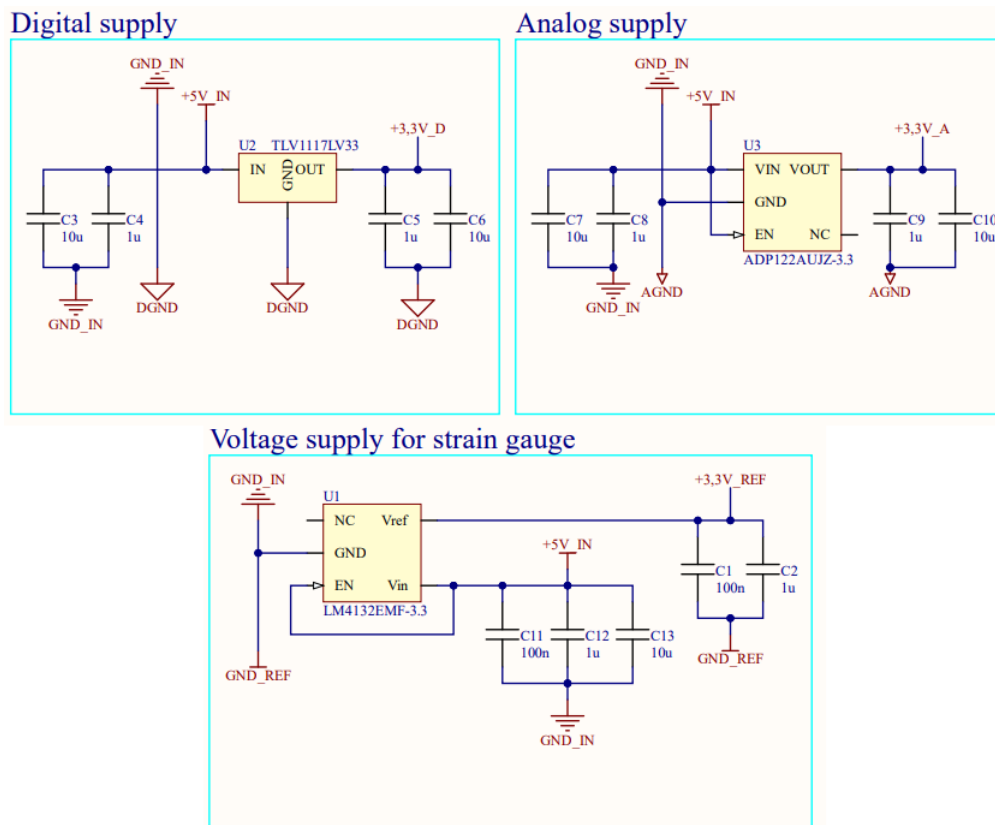 Digital supply
GND_IN
+5V_IN
+3,3V_D
U2 TLV1117LV33
IN GND OUT
C3
10u
C4
1u
C5
1u
C6
10u
GND_IN
DGND
DGND
DGND
Analog supply
GND_IN
+5V_IN
+3,3V_A
U3
VIN VOUT
GND
EN NC
ADP122AUJZ-3.3
C7
10u
C8
1u
C9
1u
C10
10u
GND_IN
AGND
AGND
Voltage supply for strain gauge
GND_IN
U1
NC Vref
GND
EN Vin
LM4132EMF-3.3
+3,3V_REF
+5V_IN
C1
100n
C2
1u
C11
100n
C12
1u
C13
10u
GND_REF
GND_REF
GND_IN